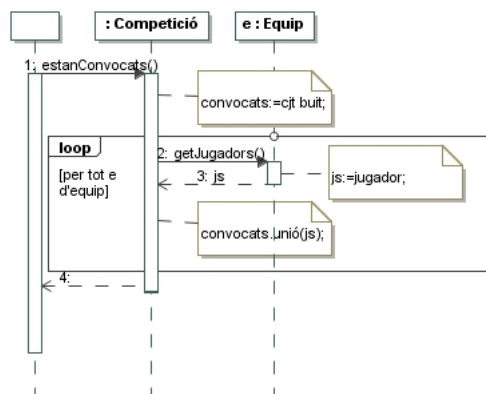 : Competició
e : Equip
1: estanConvocats()
convocats:=cjt buit;
loop
2: getJugadors()
[per tot e
d'equip]
3: js
js:=jugador;
convocats.unió(js);
4: